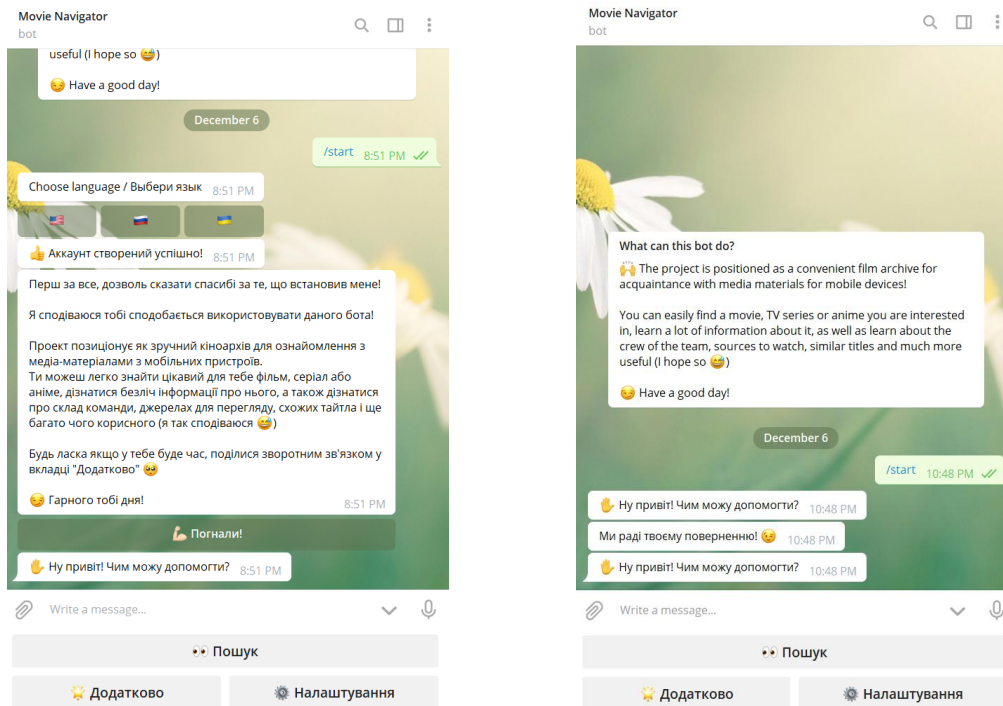 Movie Navigator
bot
useful (I hope so 😅)
😏 Have a good day!
December 6
/start 8:51 PM
Choose language / Выбери язык 8:51 PM
👍 Аккаунт створений успішно! 8:51 PM
Перш за все, дозволь сказати спасибі за те, що встановив мене!
Я сподіваюся тобі сподобається використовувати даного бота!
Проект позиціонує як зручний кіноархів для ознайомлення з
медіа-матеріалами з мобільних пристроїв.
Ти можеш легко знайти цікавий для тебе фільм, серіал або
аніме, дізнатися безліч інформації про нього, а також дізнатися
про склад команди, джерелах для перегляду, схожих тайтла і ще
багато чого корисного (я так сподіваюся 😅)
Будь ласка якщо у тебе буде час, поділися зворотним зв'язком у
вкладці "Додатково" 🥺
😏 Гарного тобі дня! 8:51 PM
💪🏻 Погнали!
🖐 Ну привіт! Чим можу допомогти? 8:51 PM
Write a message...
👀 Пошук
🌟 Додатково
⚙️ Налаштування
Movie Navigator
bot
What can this bot do?
🙌 The project is positioned as a convenient film archive for
acquaintance with media materials for mobile devices!
You can easily find a movie, TV series or anime you are interested
in, learn a lot of information about it, as well as learn about the
crew of the team, sources to watch, similar titles and much more
useful (I hope so 😅)
😏 Have a good day!
December 6
/start 10:48 PM
🖐 Ну привіт! Чим можу допомогти? 10:48 PM
Ми раді твоєму поверненню! 😉 10:48 PM
🖐 Ну привіт! Чим можу допомогти? 10:48 PM
Write a message...
👀 Пошук
🌟 Додатково
⚙️ Налаштування